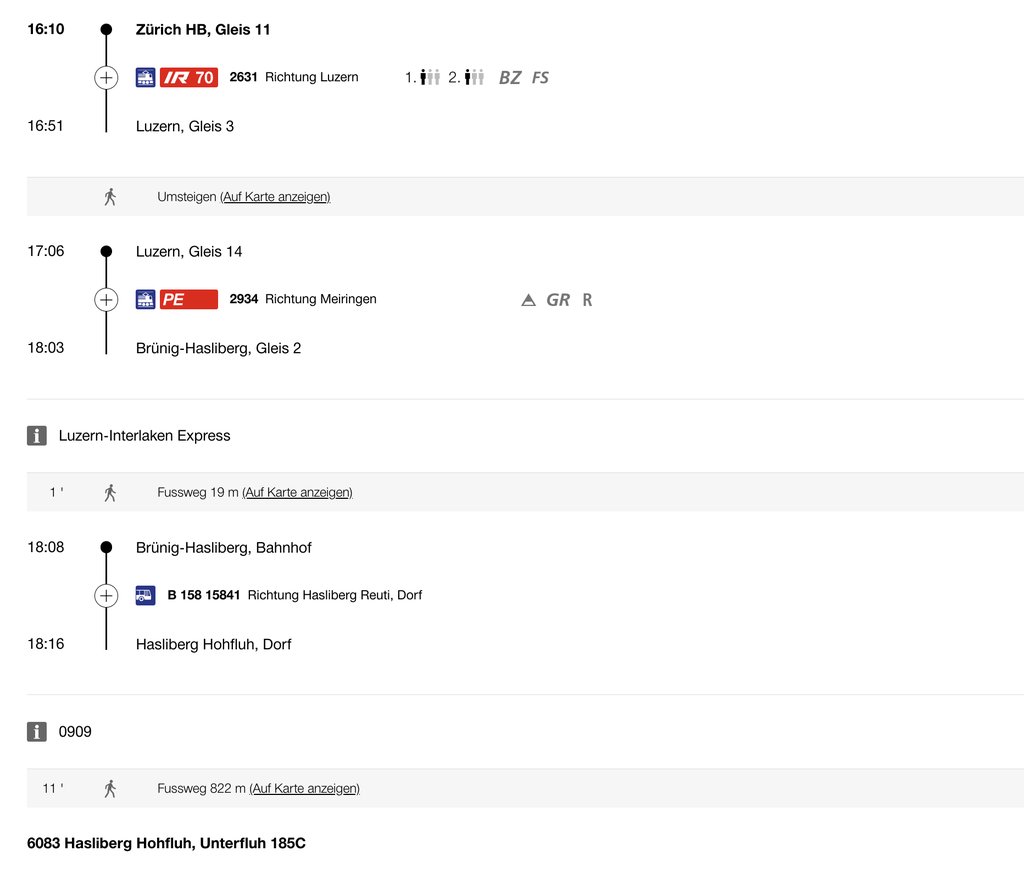 16:10 Zürich HB, Gleis 11
IR 70 2631 Richtung Luzern 1. 2. BZ FS
16:51 Luzern, Gleis 3
Umsteigen (Auf Karte anzeigen)
17:06 Luzern, Gleis 14
PE 2934 Richtung Meiringen GR R
18:03 Brünig-Hasliberg, Gleis 2
i Luzern-Interlaken Express
1 ' Fussweg 19 m (Auf Karte anzeigen)
18:08 Brünig-Hasliberg, Bahnhof
B 158 15841 Richtung Hasliberg Reuti, Dorf
18:16 Hasliberg Hohfluh, Dorf
i 0909
11 ' Fussweg 822 m (Auf Karte anzeigen)
6083 Hasliberg Hohfluh, Unterfluh 185C